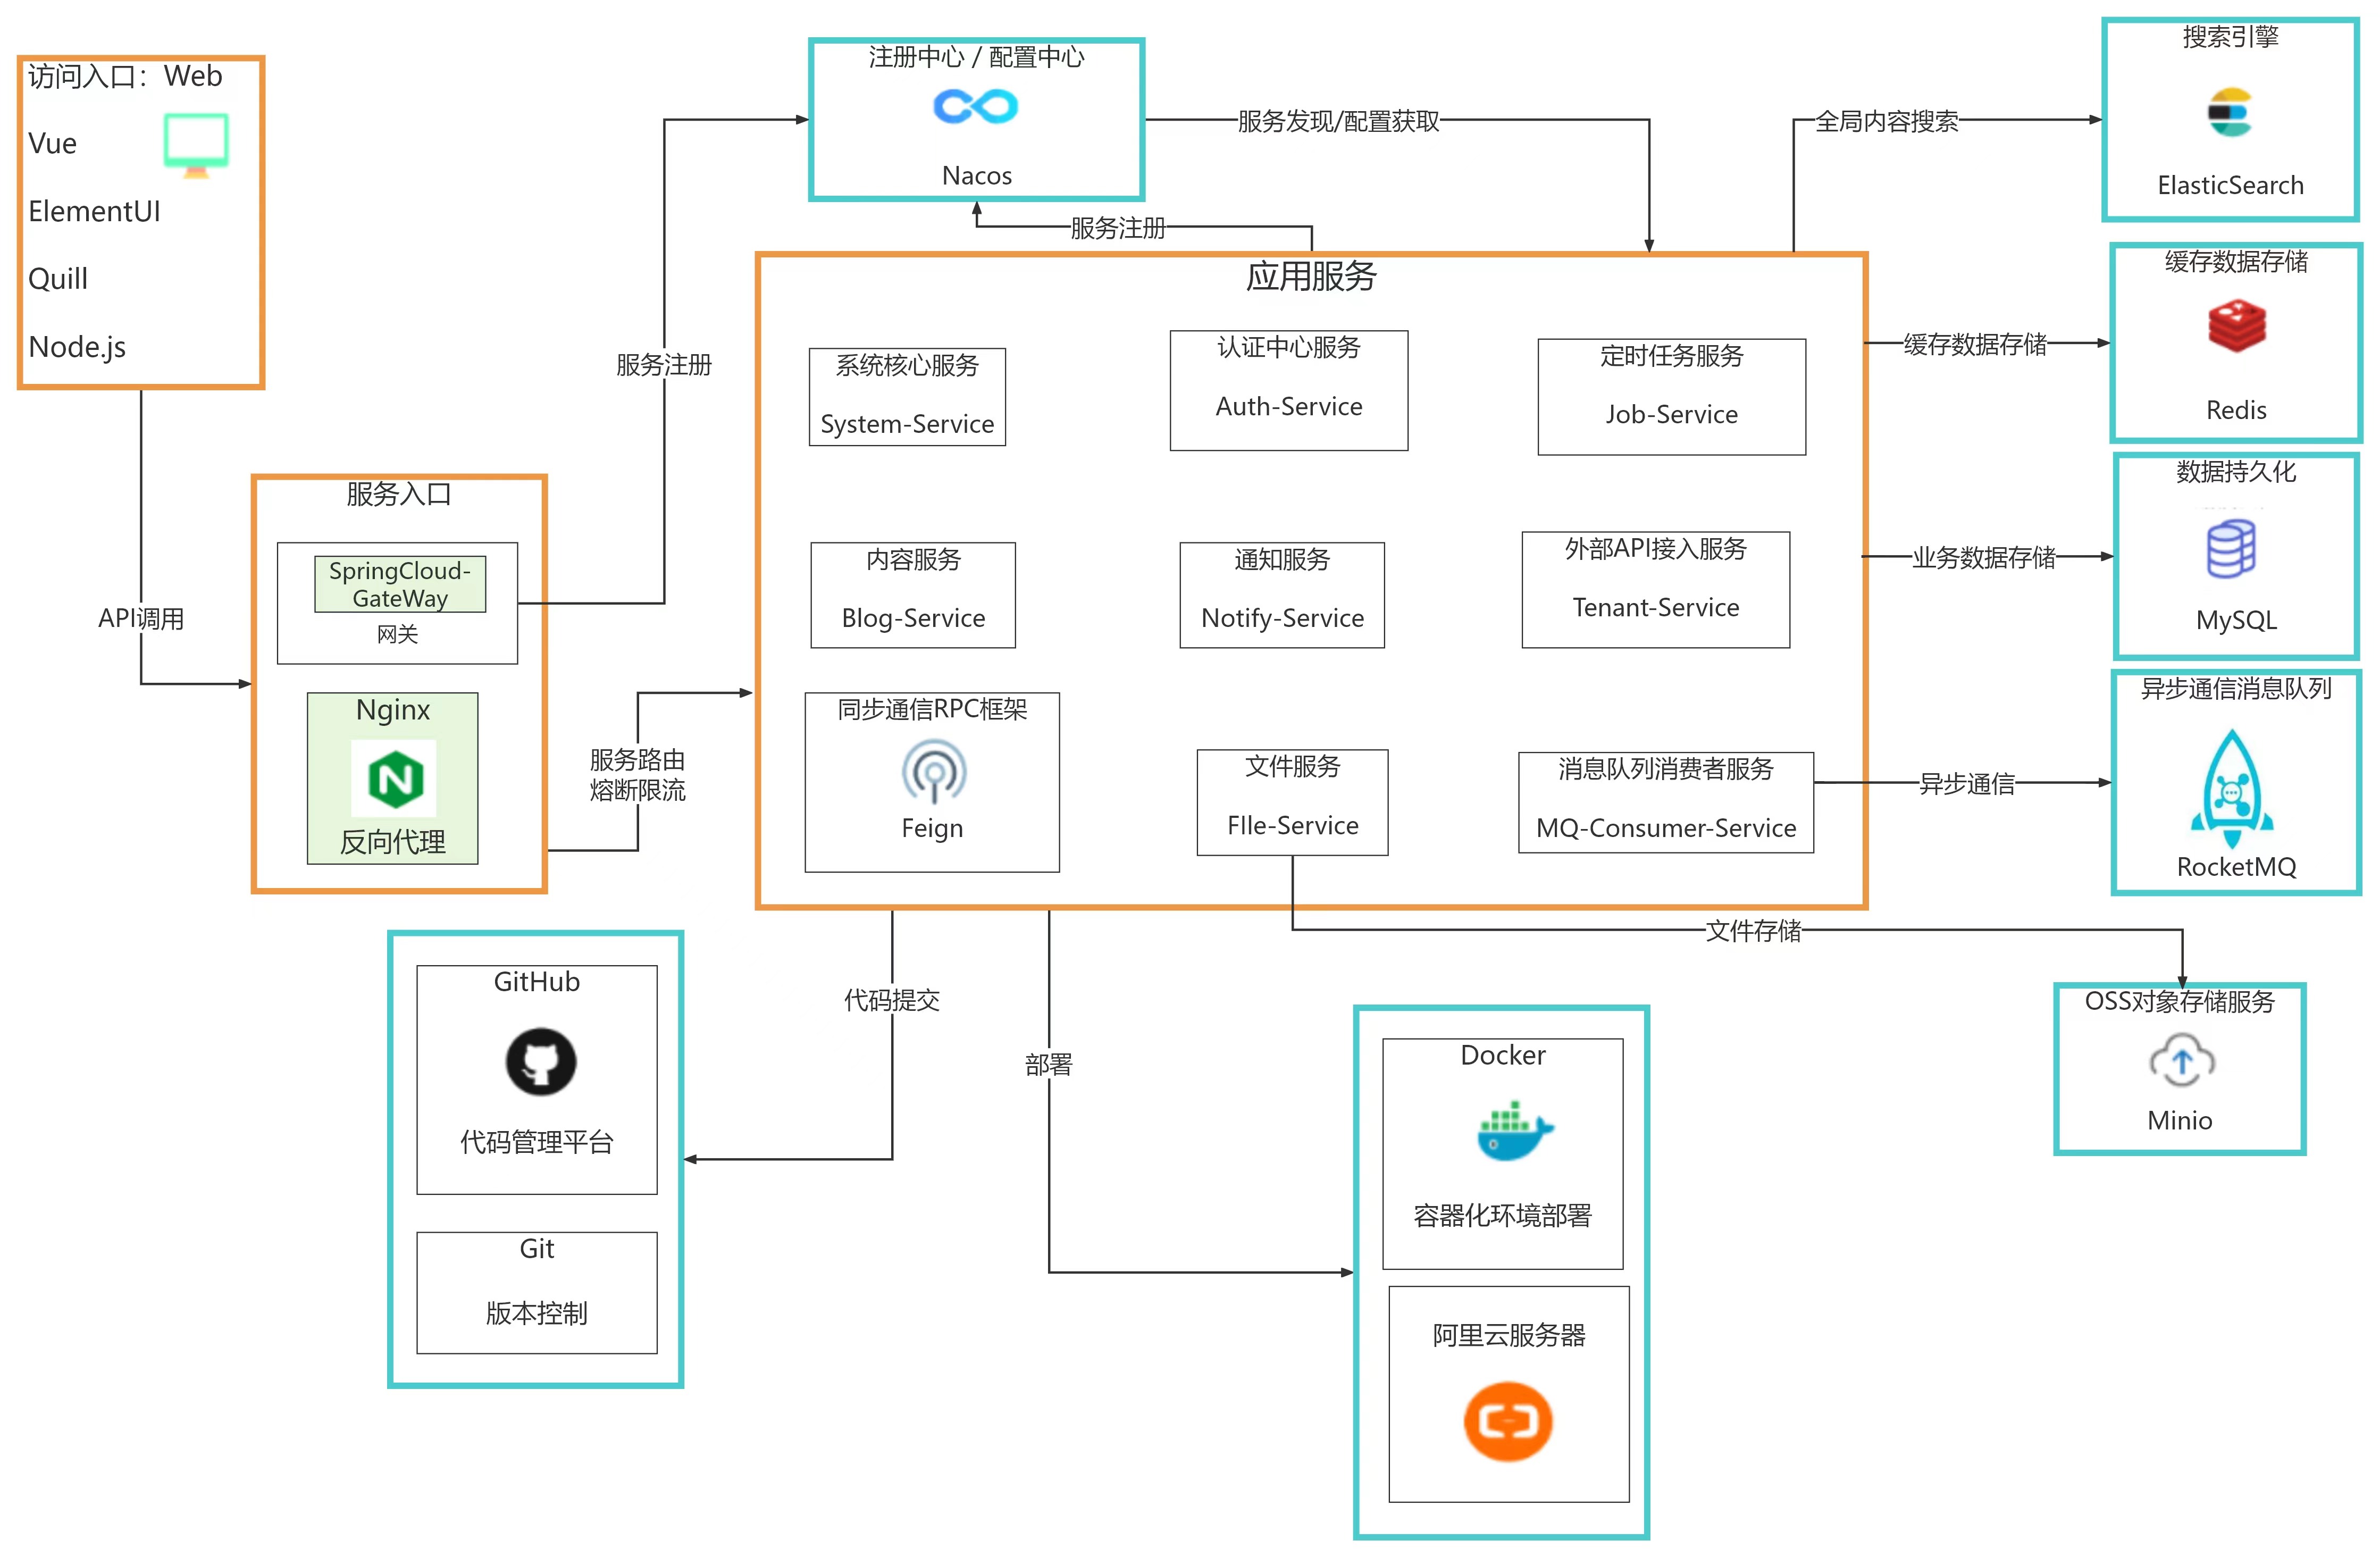 访问入口：Web
Vue
ElementUI
Quill
Node.js
API调用
服务入口
SpringCloud-
GateWay
网关
Nginx
反向代理
服务注册
服务路由
熔断限流
注册中心 / 配置中心
Nacos
服务发现/配置获取
服务注册
应用服务
系统核心服务
System-Service
认证中心服务
Auth-Service
定时任务服务
Job-Service
内容服务
Blog-Service
通知服务
Notify-Service
外部API接入服务
Tenant-Service
同步通信RPC框架
Feign
文件服务
FIle-Service
消息队列消费者服务
MQ-Consumer-Service
全局内容搜索
搜索引擎
ElasticSearch
缓存数据存储
缓存数据存储
Redis
业务数据存储
数据持久化
MySQL
异步通信
异步通信消息队列
RocketMQ
文件存储
OSS对象存储服务
Minio
代码提交
GitHub
代码管理平台
Git
版本控制
部署
Docker
容器化环境部署
阿里云服务器